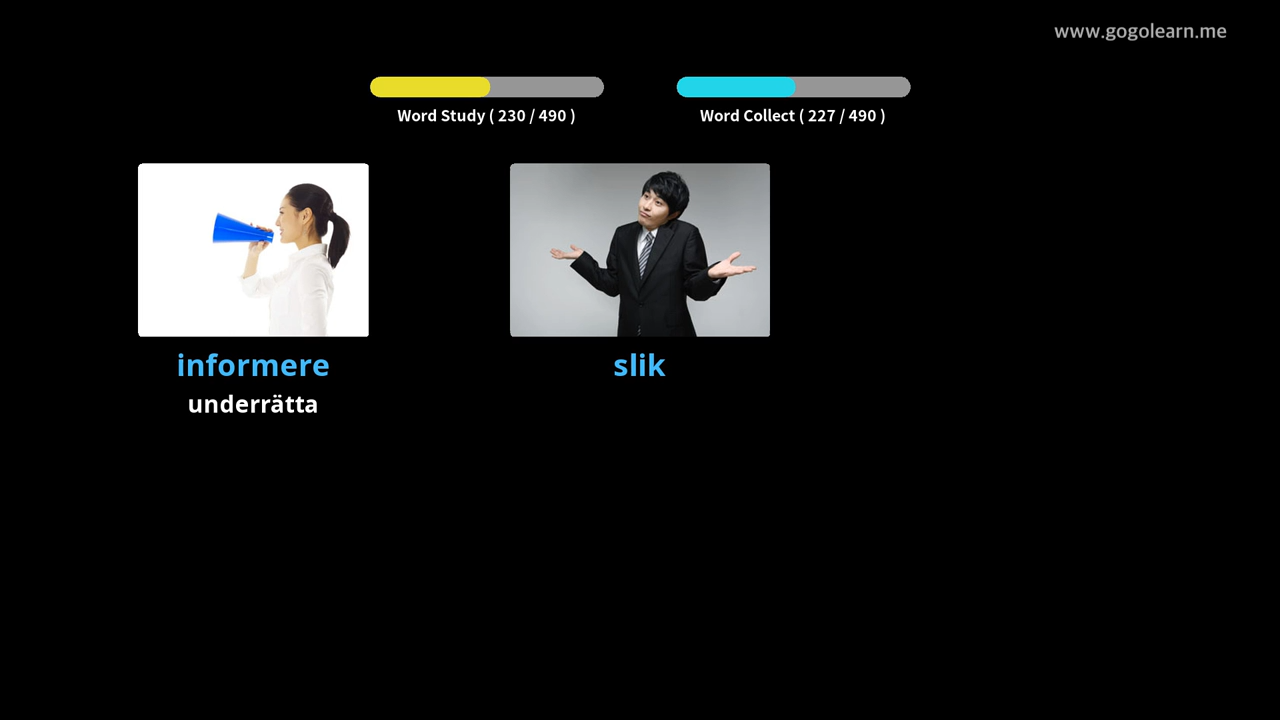 www.gogolearn.me
Word Study ( 230 / 490 )
Word Collect ( 227 / 490 )
informere
underrätta
slik